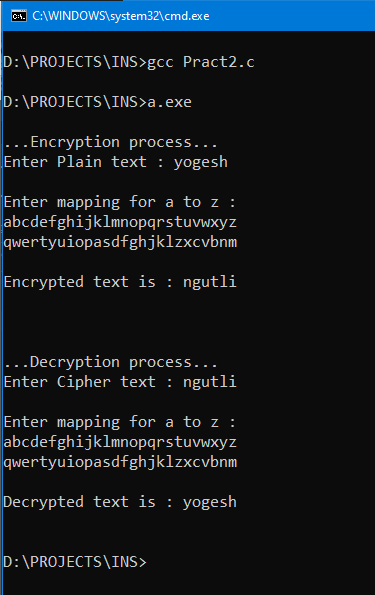 C:\WINDOWS\system32\cmd.exe
D:\PROJECTS\INS>gcc Pract2.c
D:\PROJECTS\INS>a.exe
...Encryption process...
Enter Plain text : yogesh
Enter mapping for a to z :
abcdefghijklmnopqrstuvwxyz
qwertyuiopasdfghjklzxcvbnm
Encrypted text is : ngutli
...Decryption process...
Enter Cipher text : ngutli
Enter mapping for a to z :
abcdefghijklmnopqrstuvwxyz
qwertyuiopasdfghjklzxcvbnm
Decrypted text is : yogesh
D:\PROJECTS\INS>